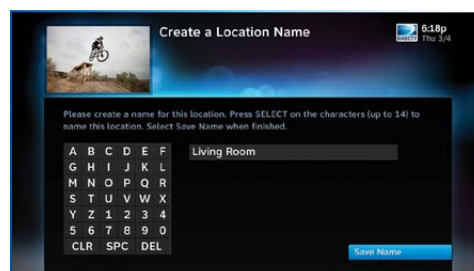 Create a Location Name
DIRECTV
6:18p
Thu 3/4
Please create a name for this location. Press SELECT on the characters (up to 14) to
name this location. Select Save Name when finished.
A B C D E F
Living Room
G H I J K L
M N O P Q R
S T U V W X
Y Z 1 2 3 4
5 6 7 8 9 0
CLR SPC DEL
Save Name